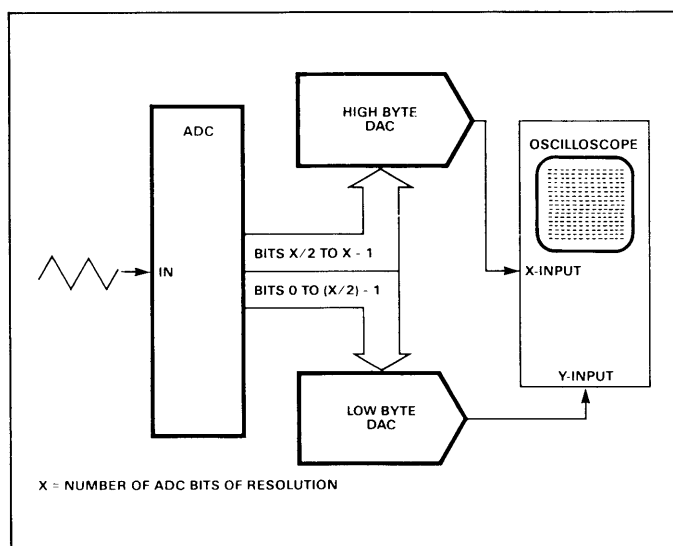 ADC
HIGH BYTE
DAC
OSCILLOSCOPE
BITS X/2 TO X - 1
IN
BITS 0 TO (X/2) - 1
X-INPUT
Y-INPUT
LOW BYTE
DAC
X = NUMBER OF ADC BITS OF RESOLUTION